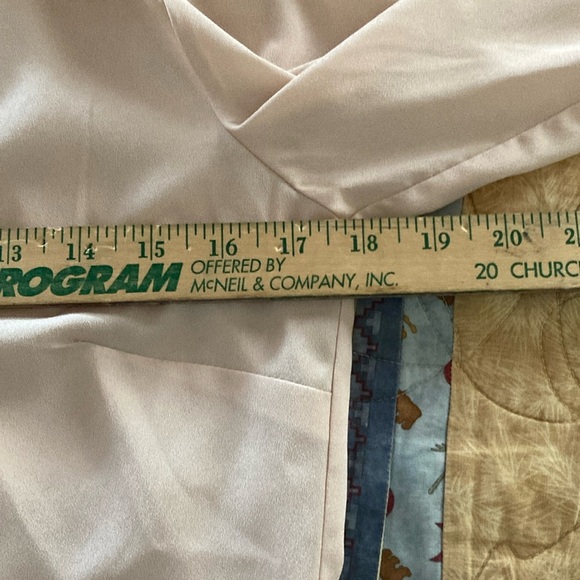 13 14 15 16 17 18 19 20
ROGRAM OFFERED BY 20 CHURC
McNEIL & COMPANY, INC.